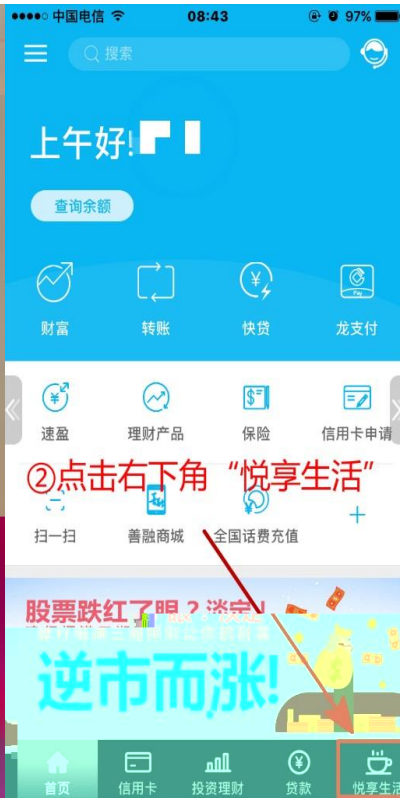 中国电信 08:43 97%
搜索
上午好!
查询余额
财富 转账 快贷 龙支付
Pay
速盈 理财产品 保险 信用卡申请
②点击右下角“悦享生活”
扫一扫 善融商城 全国话费充值
股票跌红了眼？淡定！
逆市而涨!
首页 信用卡 投资理财 贷款 悦享生活